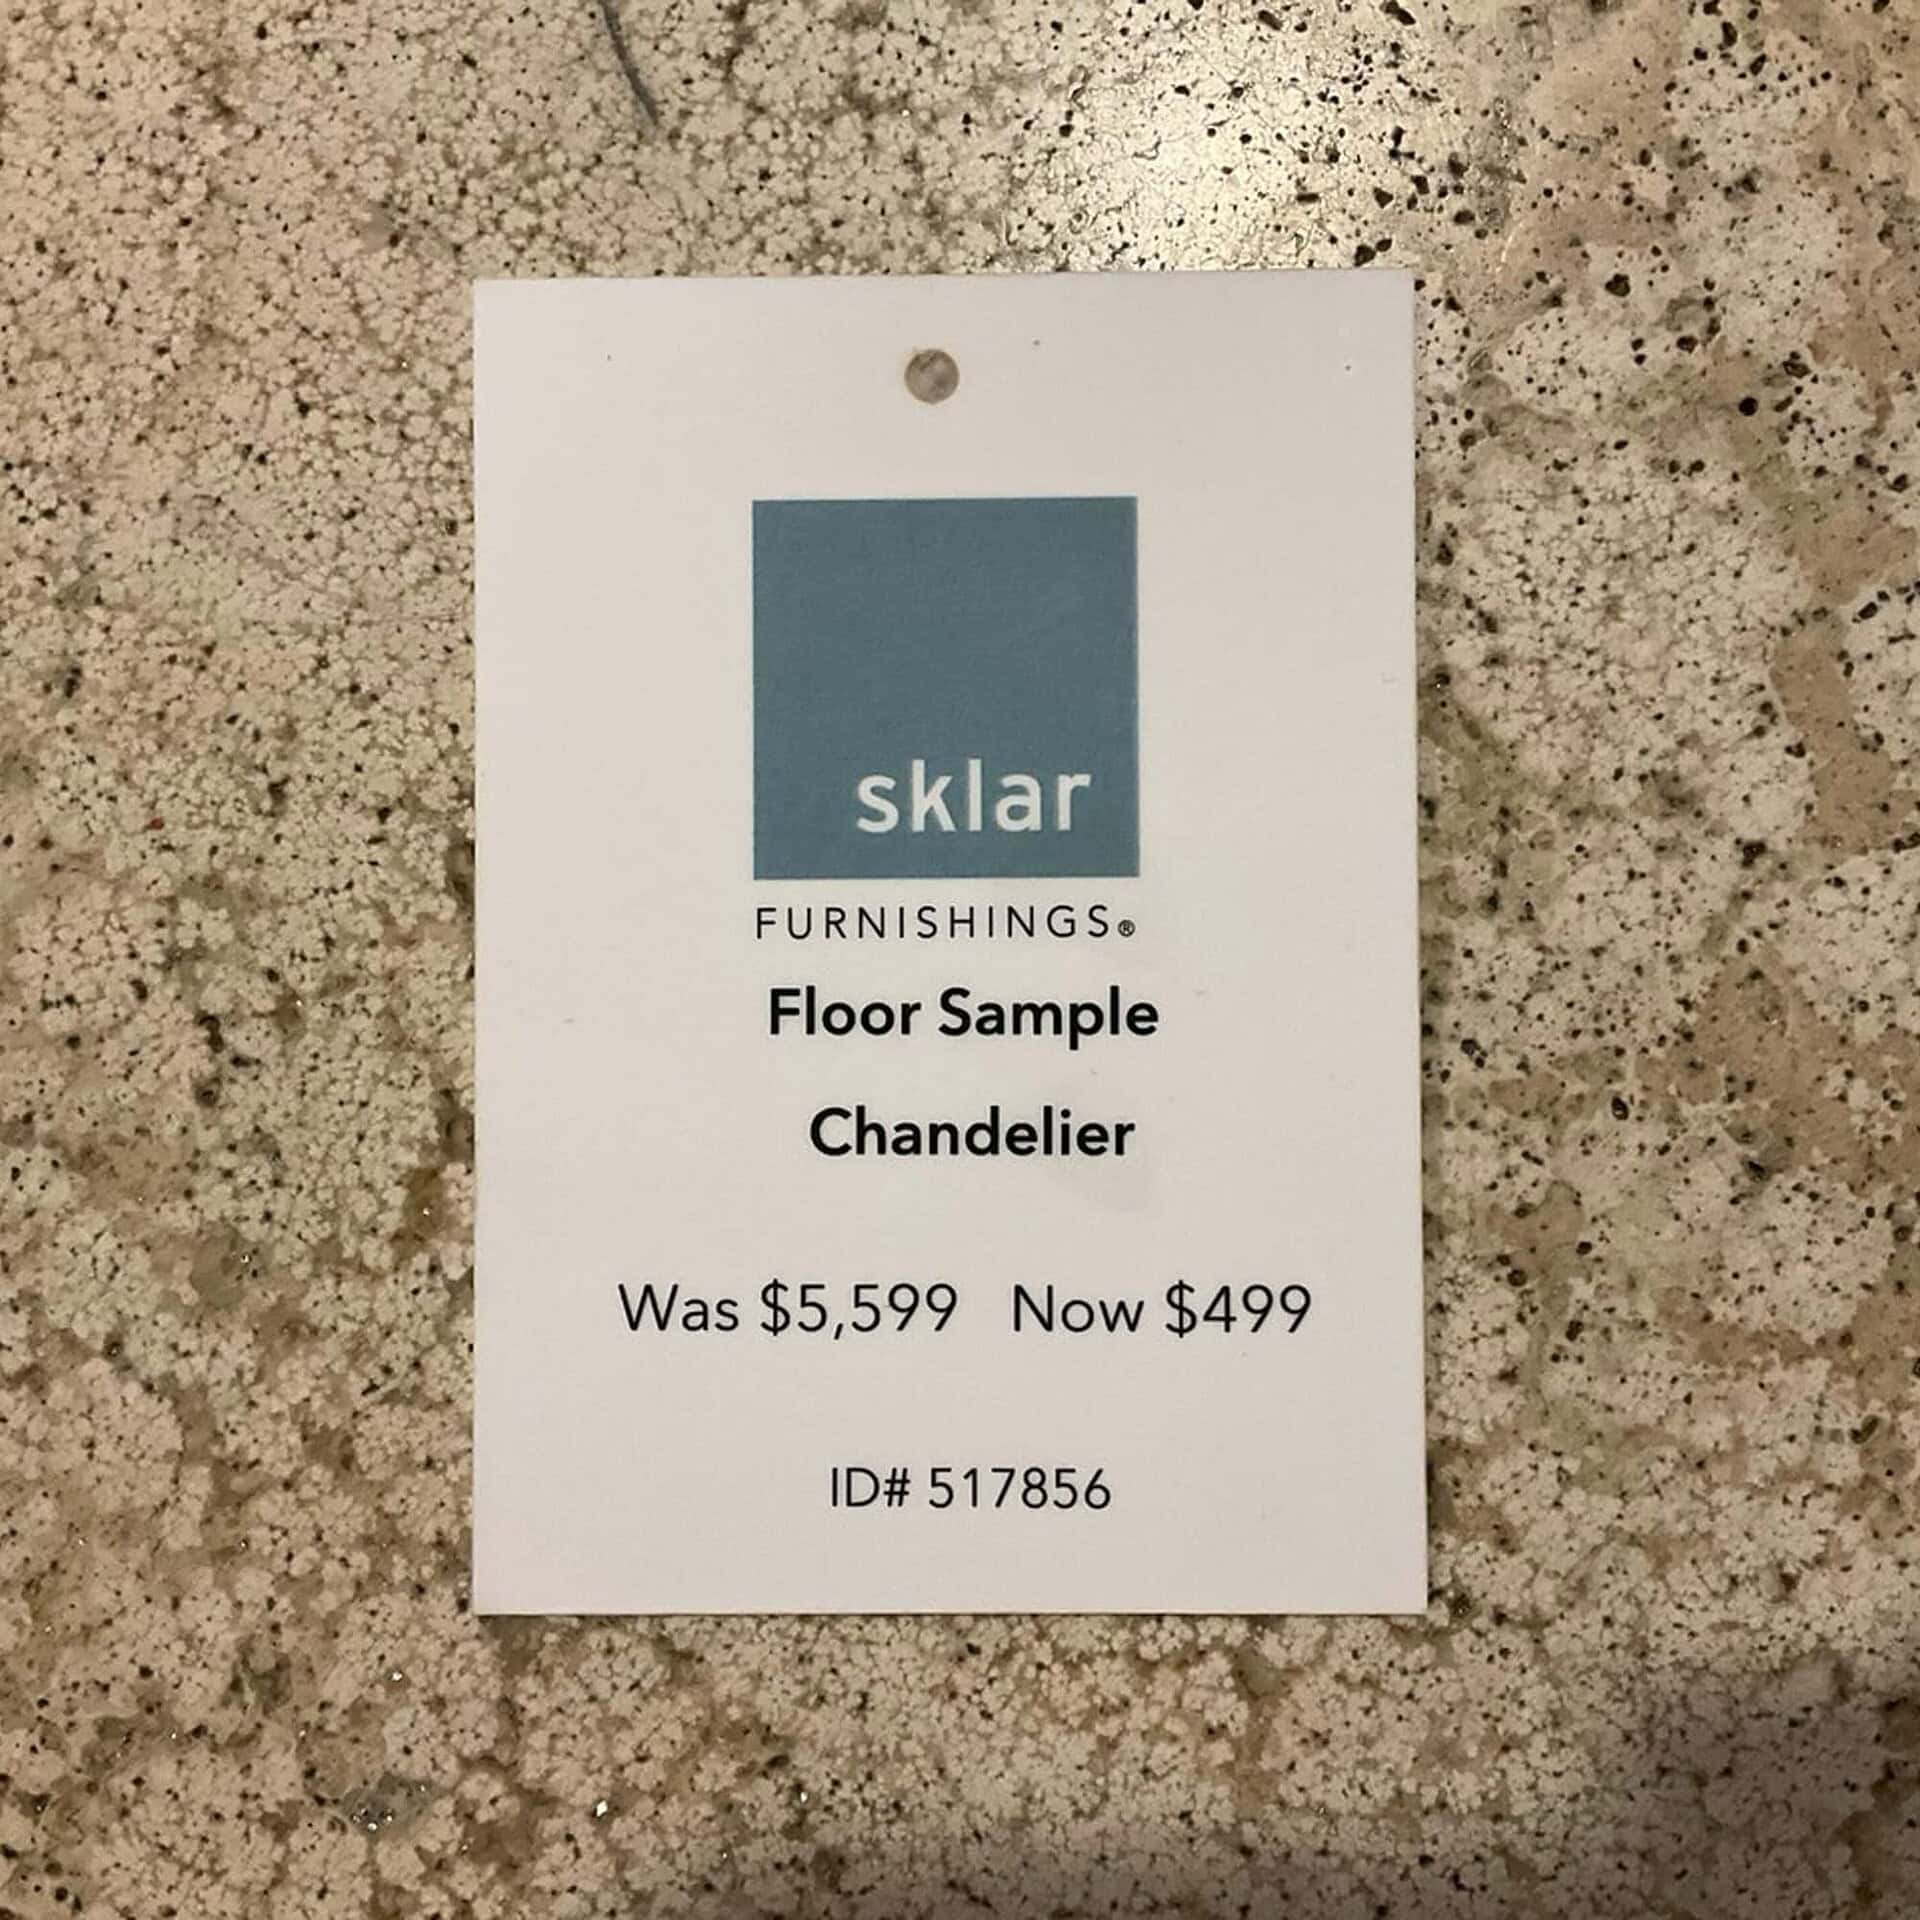 sklar
FURNISHINGS®
Floor Sample
Chandelier
Was $5,599 Now $499
ID# 517856